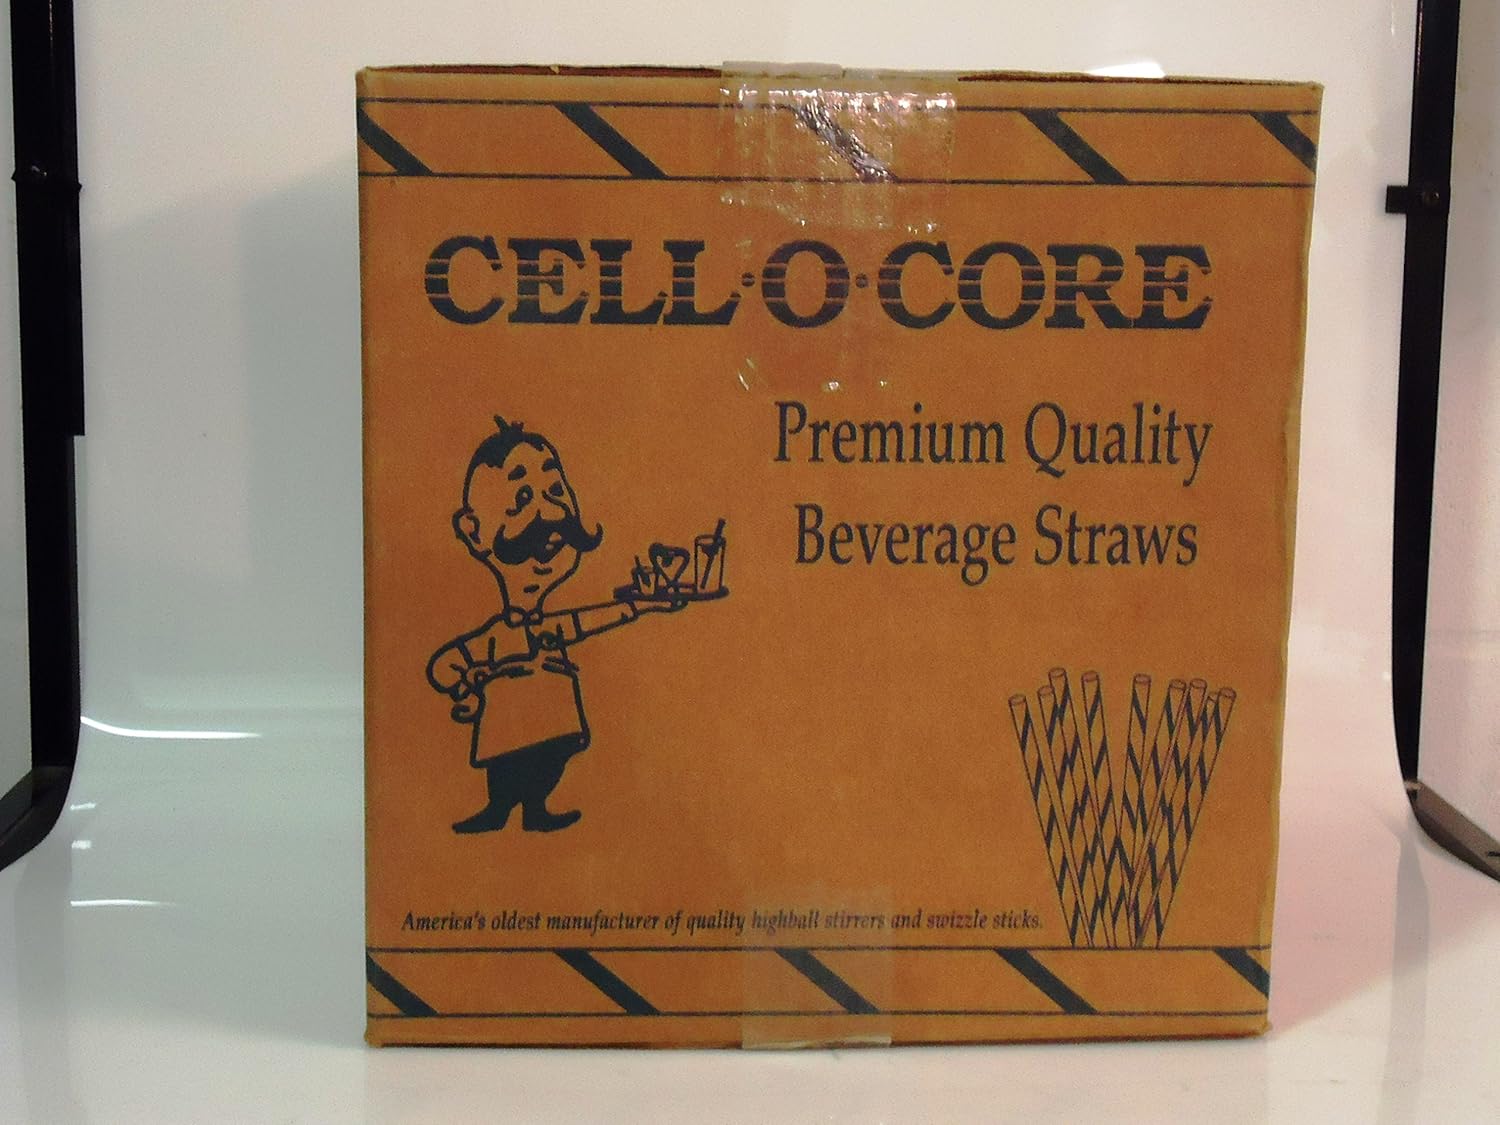 CELL·O·CORE
Premium Quality
Beverage Straws
America's oldest manufacturer of quality highball stirrers and swizzle sticks.